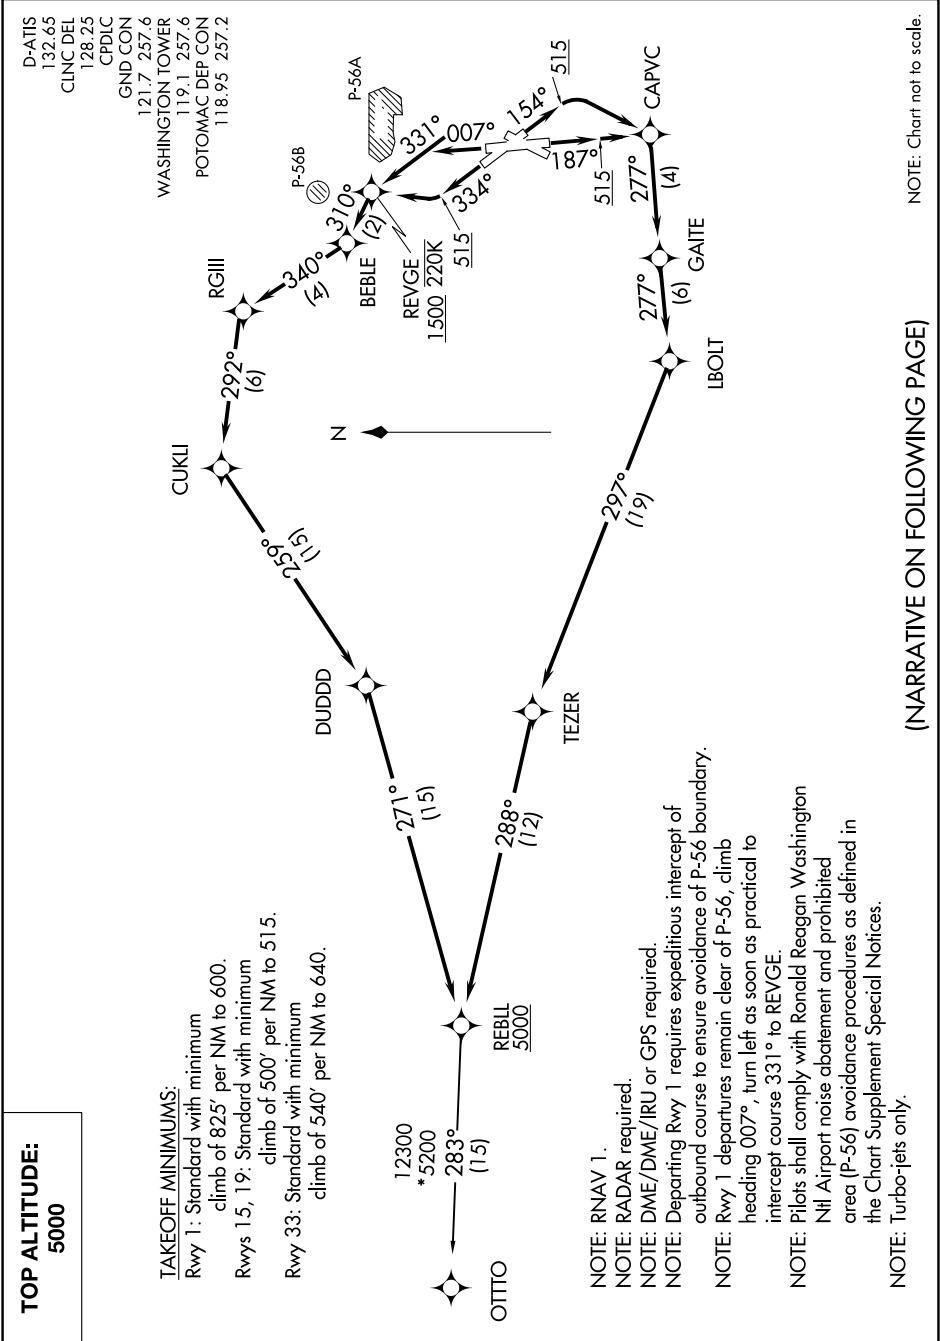 TOP ALTITUDE:
5000
D-ATIS
132.65
CLNC DEL
128.25
CPDLC
GND CON
121.7 257.6
WASHINGTON TOWER
119.1 257.6
POTOMAC DEP CON
118.95 257.2
TAKEOFF MINIMUMS:
Rwy 1: Standard with minimum
climb of 825' per NM to 600.
Rwys 15, 19: Standard with minimum
climb of 500' per NM to 515.
Rwy 33: Standard with minimum
climb of 540' per NM to 640.
P-56B
P-56A
RGIII
CUKLI
292°
(6)
340°
(4)
310°
(2)
BEBLE
REVGE
1500 220K
331°
007°
334°
515
154°
515
187°
515
CAPVC
277°
(4)
GAITE
277°
(6)
LBOLT
N
259°
(15)
DUDDD
271°
(15)
297°
(19)
TEZER
288°
(12)
REBLL
5000
12300
*5200
283°
(15)
OTTTO
NOTE: RNAV 1.
NOTE: RADAR required.
NOTE: DME/DME/IRU or GPS required.
NOTE: Departing Rwy 1 requires expeditious intercept of
outbound course to ensure avoidance of P-56 boundary.
NOTE: Rwy 1 departures remain clear of P-56, climb
heading 007°, turn left as soon as practical to
intercept course 331° to REVGE.
NOTE: Pilots shall comply with Ronald Reagan Washington
Ntl Airport noise abatement and prohibited
area (P-56) avoidance procedures as defined in
the Chart Supplement Special Notices.
NOTE: Turbo-jets only.
(NARRATIVE ON FOLLOWING PAGE)
NOTE: Chart not to scale.